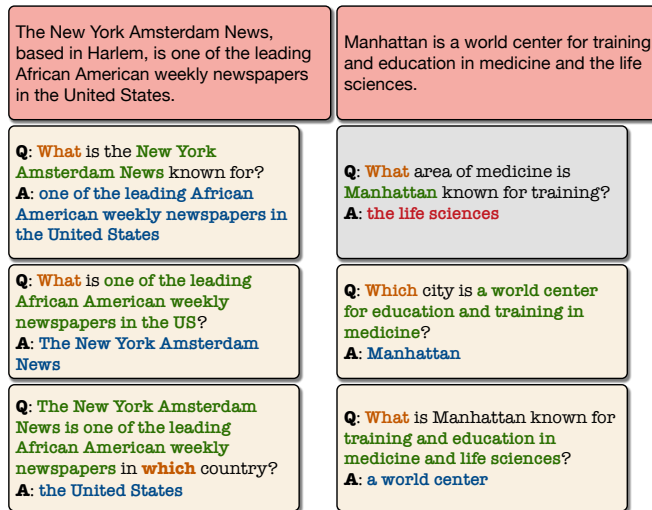 The New York Amsterdam News,
based in Harlem, is one of the leading
African American weekly newspapers
in the United States.
Q: What is the New York
Amsterdam News known for?
A: one of the leading African
American weekly newspapers in
the United States
Q: What is one of the leading
African American weekly
newspapers in the US?
A: The New York Amsterdam
News
Q: The New York Amsterdam
News is one of the leading
African American weekly
newspapers in which country?
A: the United States
Manhattan is a world center for training
and education in medicine and the life
sciences.
Q: What area of medicine is
Manhattan known for training?
A: the life sciences
Q: Which city is a world center
for education and training in
medicine?
A: Manhattan
Q: What is Manhattan known for
training and education in
medicine and life sciences?
A: a world center